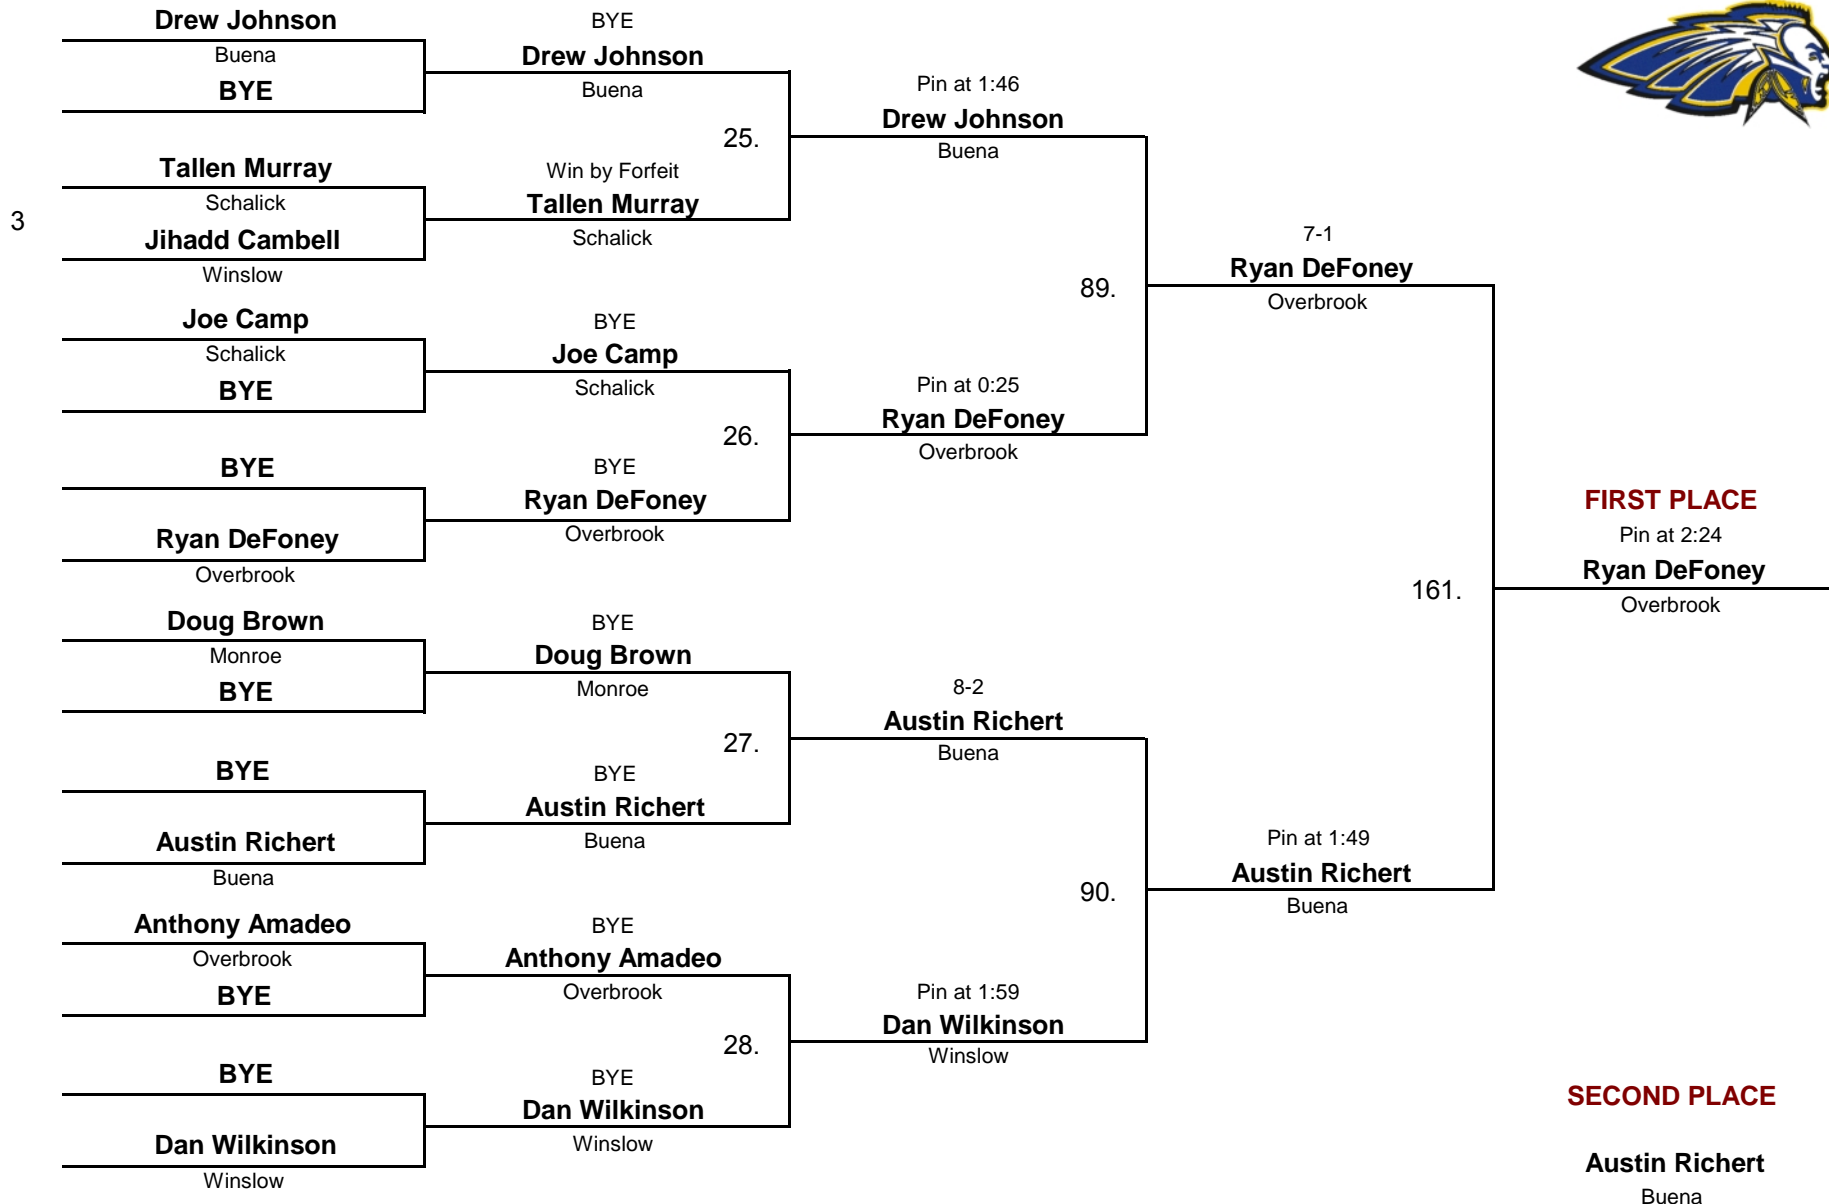 Drew Johnson
Buena
BYE
Tallen Murray
Schalick
3
Jihadd Cambell
Winslow
Joe Camp
Schalick
BYE
BYE
Ryan DeFoney
Overbrook
Doug Brown
Monroe
BYE
BYE
Austin Richert
Buena
Anthony Amadeo
Overbrook
BYE
BYE
Dan Wilkinson
Winslow
BYE
Drew Johnson
Buena
25.
Win by Forfeit
Tallen Murray
Schalick
BYE
Joe Camp
Schalick
26.
BYE
Ryan DeFoney
Overbrook
BYE
Doug Brown
Monroe
27.
BYE
Austin Richert
Buena
BYE
Anthony Amadeo
Overbrook
28.
BYE
Dan Wilkinson
Winslow
Pin at 1:46
Drew Johnson
Buena
89.
Pin at 0:25
Ryan DeFoney
Overbrook
8-2
Austin Richert
Buena
90.
Pin at 1:59
Dan Wilkinson
Winslow
7-1
Ryan DeFoney
Overbrook
161.
Pin at 1:49
Austin Richert
Buena
FIRST PLACE
Pin at 2:24
Ryan DeFoney
Overbrook
SECOND PLACE
Austin Richert
Buena